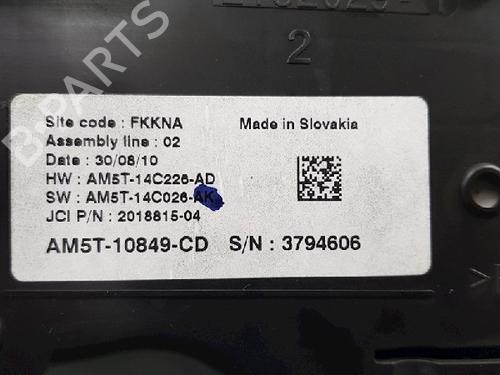 2
Site code : FKKNA
Made in Slovakia
Assembly line : 02
Date : 30/08/10
HW : AM5T-14C226-AD
SW : AM5T-14C026-AK
JCI P/N : 2018815-04
AM5T-10849-CD S/N : 3794606
B-PARTS